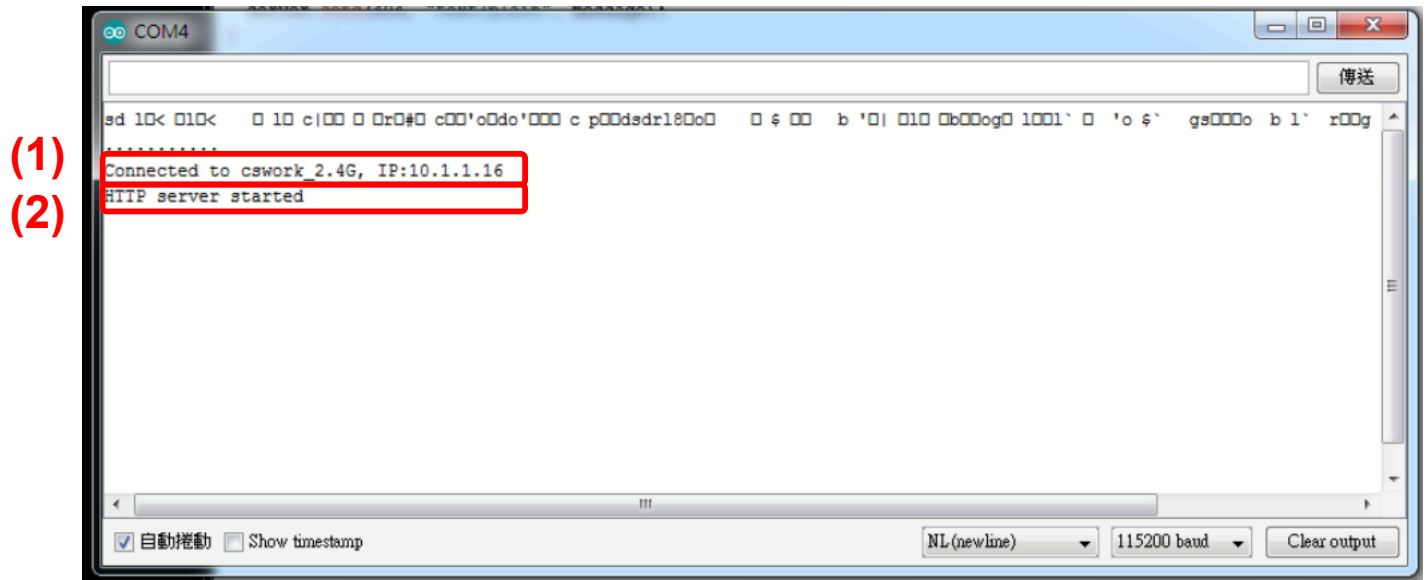 COM4
傳送
...........
(1)
Connected to cswork_2.4G, IP:10.1.1.16
(2)
HTTP server started
自動捲動 Show timestamp NL(newline) 115200 baud Clear output